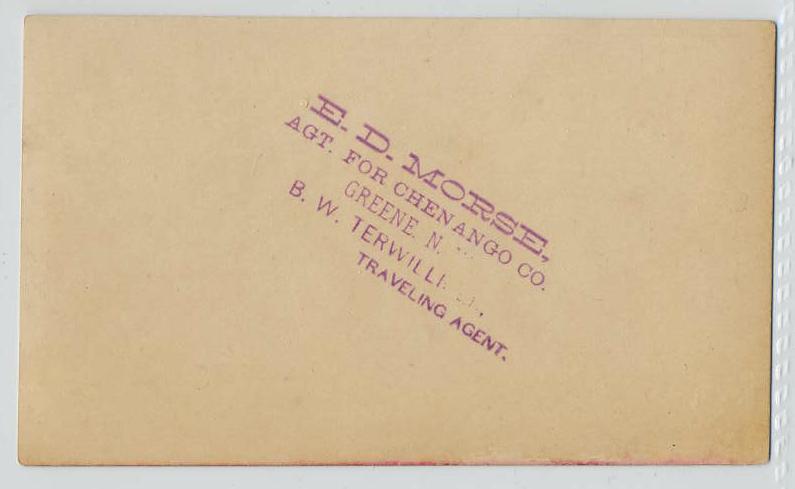 E. D. MORSE,
AGT. FOR CHENANGO CO.
GREENE, N.
B. W.
TRAVELING AGENT.